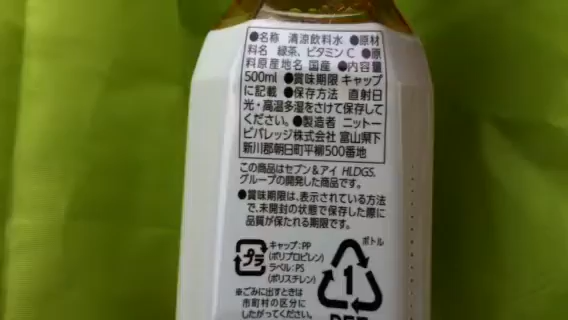 ●名称 清涼飲料水 ●原材
料名 緑茶、ビタミンC ●原
料原産地名 国産 ●内容量
500ml ●賞味期限 キャップ
に記載 ●保存方法 直射日
光・高温多湿をさけて保存して
ください。●製造者 ニットー
ビバレッジ株式会社 富山県下
新川郡朝日町平柳500番地
この商品はセブン&アイ HLDGS.
グループの開発した商品です。
●賞味期限は、表示されている方法
で、未開封の状態で保存した際に
品質が保たれる期限です。
プラ
キャップ:PP
(ポリプロピレン)
ラベル:PS
(ポリスチレン)
ボトル
1
PET
※ごみに出すときは
市町村の区分に
したがってください。